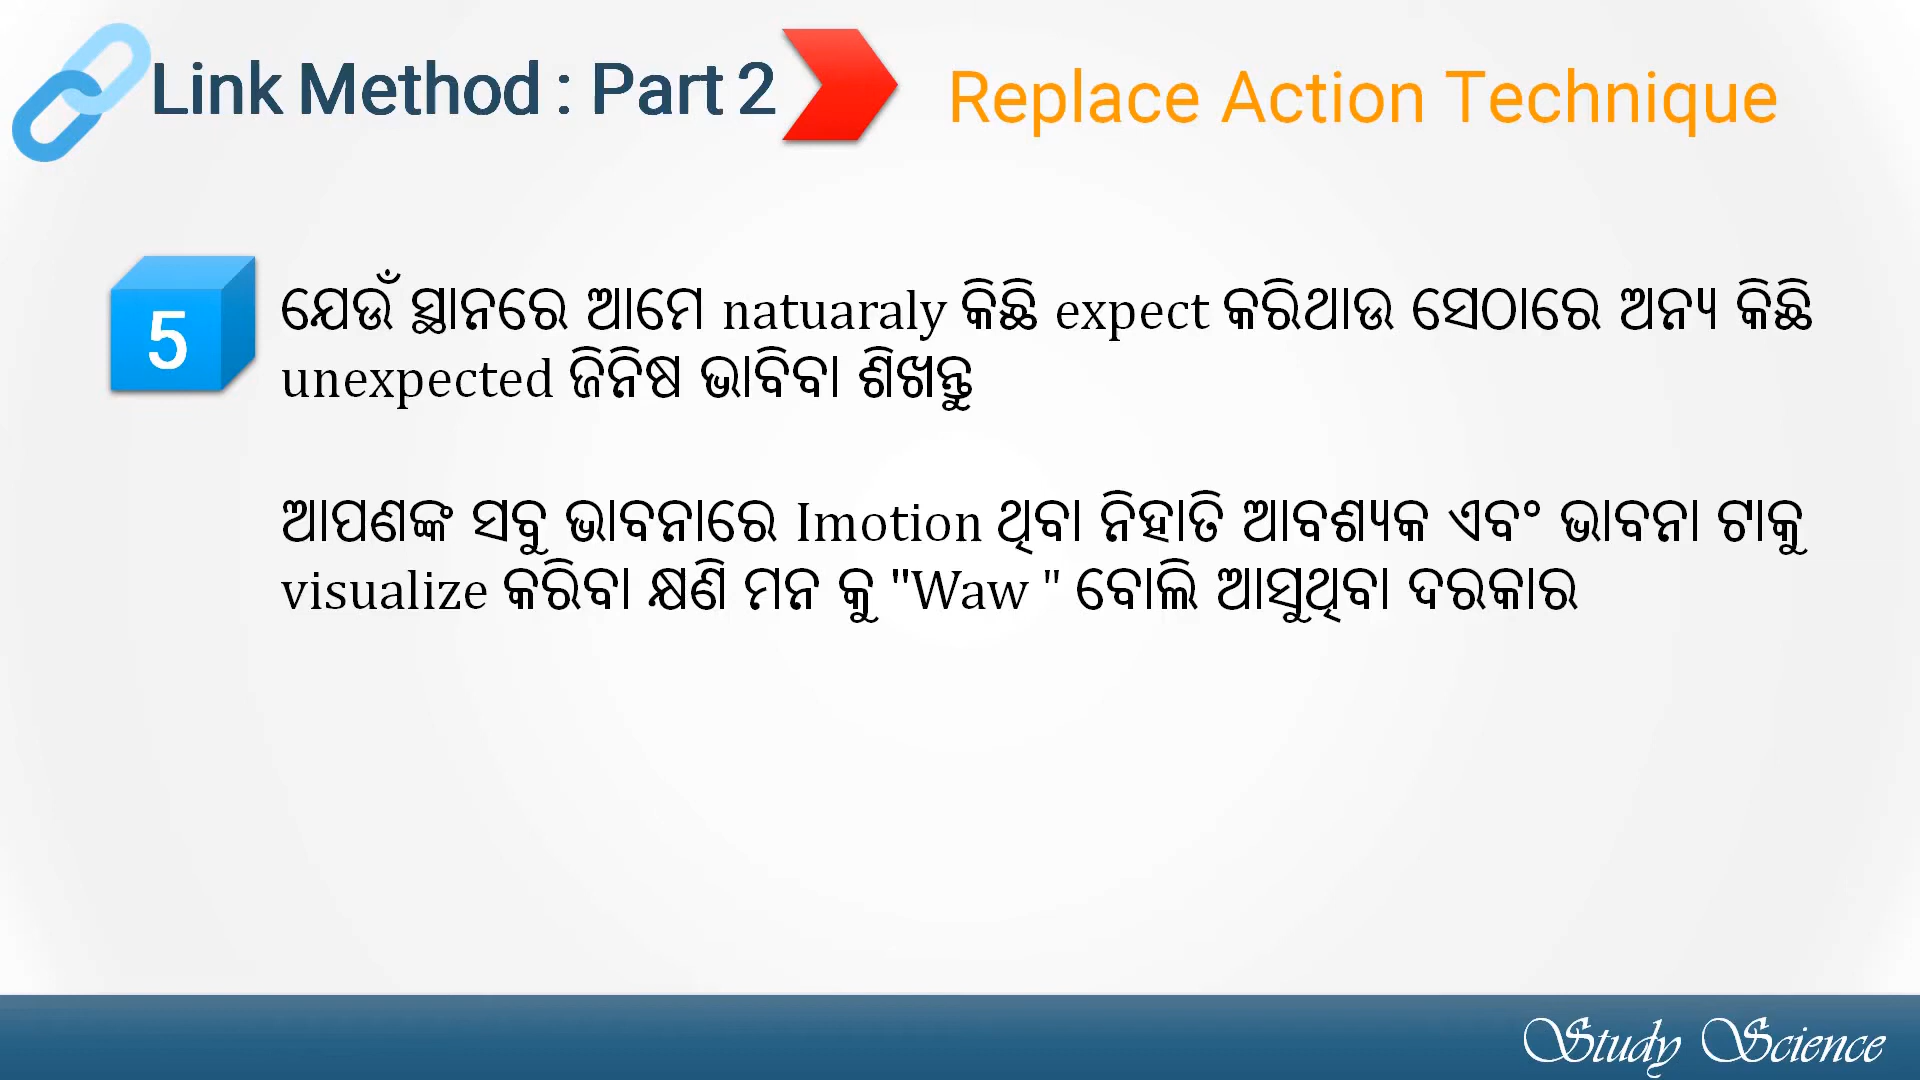 Link Method : Part 2
Replace Action Technique
5
ଯେଉଁ ସ୍ଥାନରେ ଆମେ natuaraly କିଛି expect କରିଥାଉ ସେଠାରେ ଅନ୍ୟ କିଛି
unexpected ଜିନିଷ ଭାବିବା ଶିଖନ୍ତୁ
ଆପଣଙ୍କ ସବୁ ଭାବନାରେ Imotion ଥିବା ନିହାତି ଆବଶ୍ୟକ ଏବଂ ଭାବନା ଟାକୁ
visualize କରିବା କ୍ଷଣି ମନ କୁ "Waw " ବୋଲି ଆସୁଥିବା ଦରକାର
Study Science